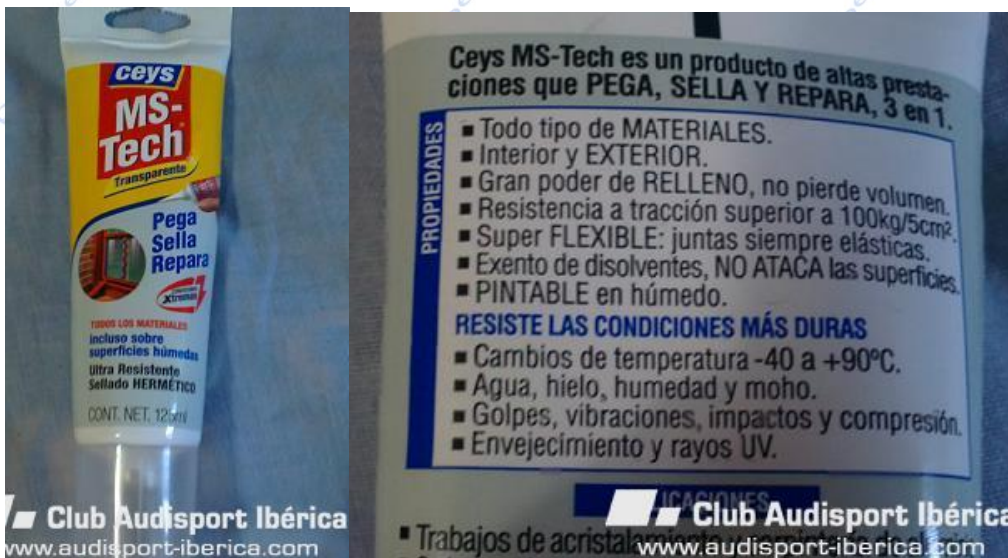 ceys
MS-
Tech
Transparente
Pega
Sella
Repara
Xtremas
TODOS LOS MATERIALES
incluso sobre
superficies húmedas
Ultra Resistente
Sellado HERMÉTICO
CONT. NET. 125ml
Club Audisport Ibérica
www.audisport-iberica.com
Ceys MS-Tech es un producto de altas presta-
ciones que PEGA, SELLA Y REPARA, 3 en 1.
PROPIEDADES
▪ Todo tipo de MATERIALES.
▪ Interior y EXTERIOR.
▪ Gran poder de RELLENO, no pierde volumen.
▪ Resistencia a tracción superior a 100kg/5cm².
▪ Super FLEXIBLE: juntas siempre elásticas.
▪ Exento de disolventes, NO ATACA las superficies.
▪ PINTABLE en húmedo.
RESISTE LAS CONDICIONES MÁS DURAS
▪ Cambios de temperatura -40 a +90ºC.
▪ Agua, hielo, humedad y moho.
▪ Golpes, vibraciones, impactos y compresión.
▪ Envejecimiento y rayos UV.
Club Audisport Ibérica
▪ Trabajos de acristalamiento
www.audisport-iberica.com